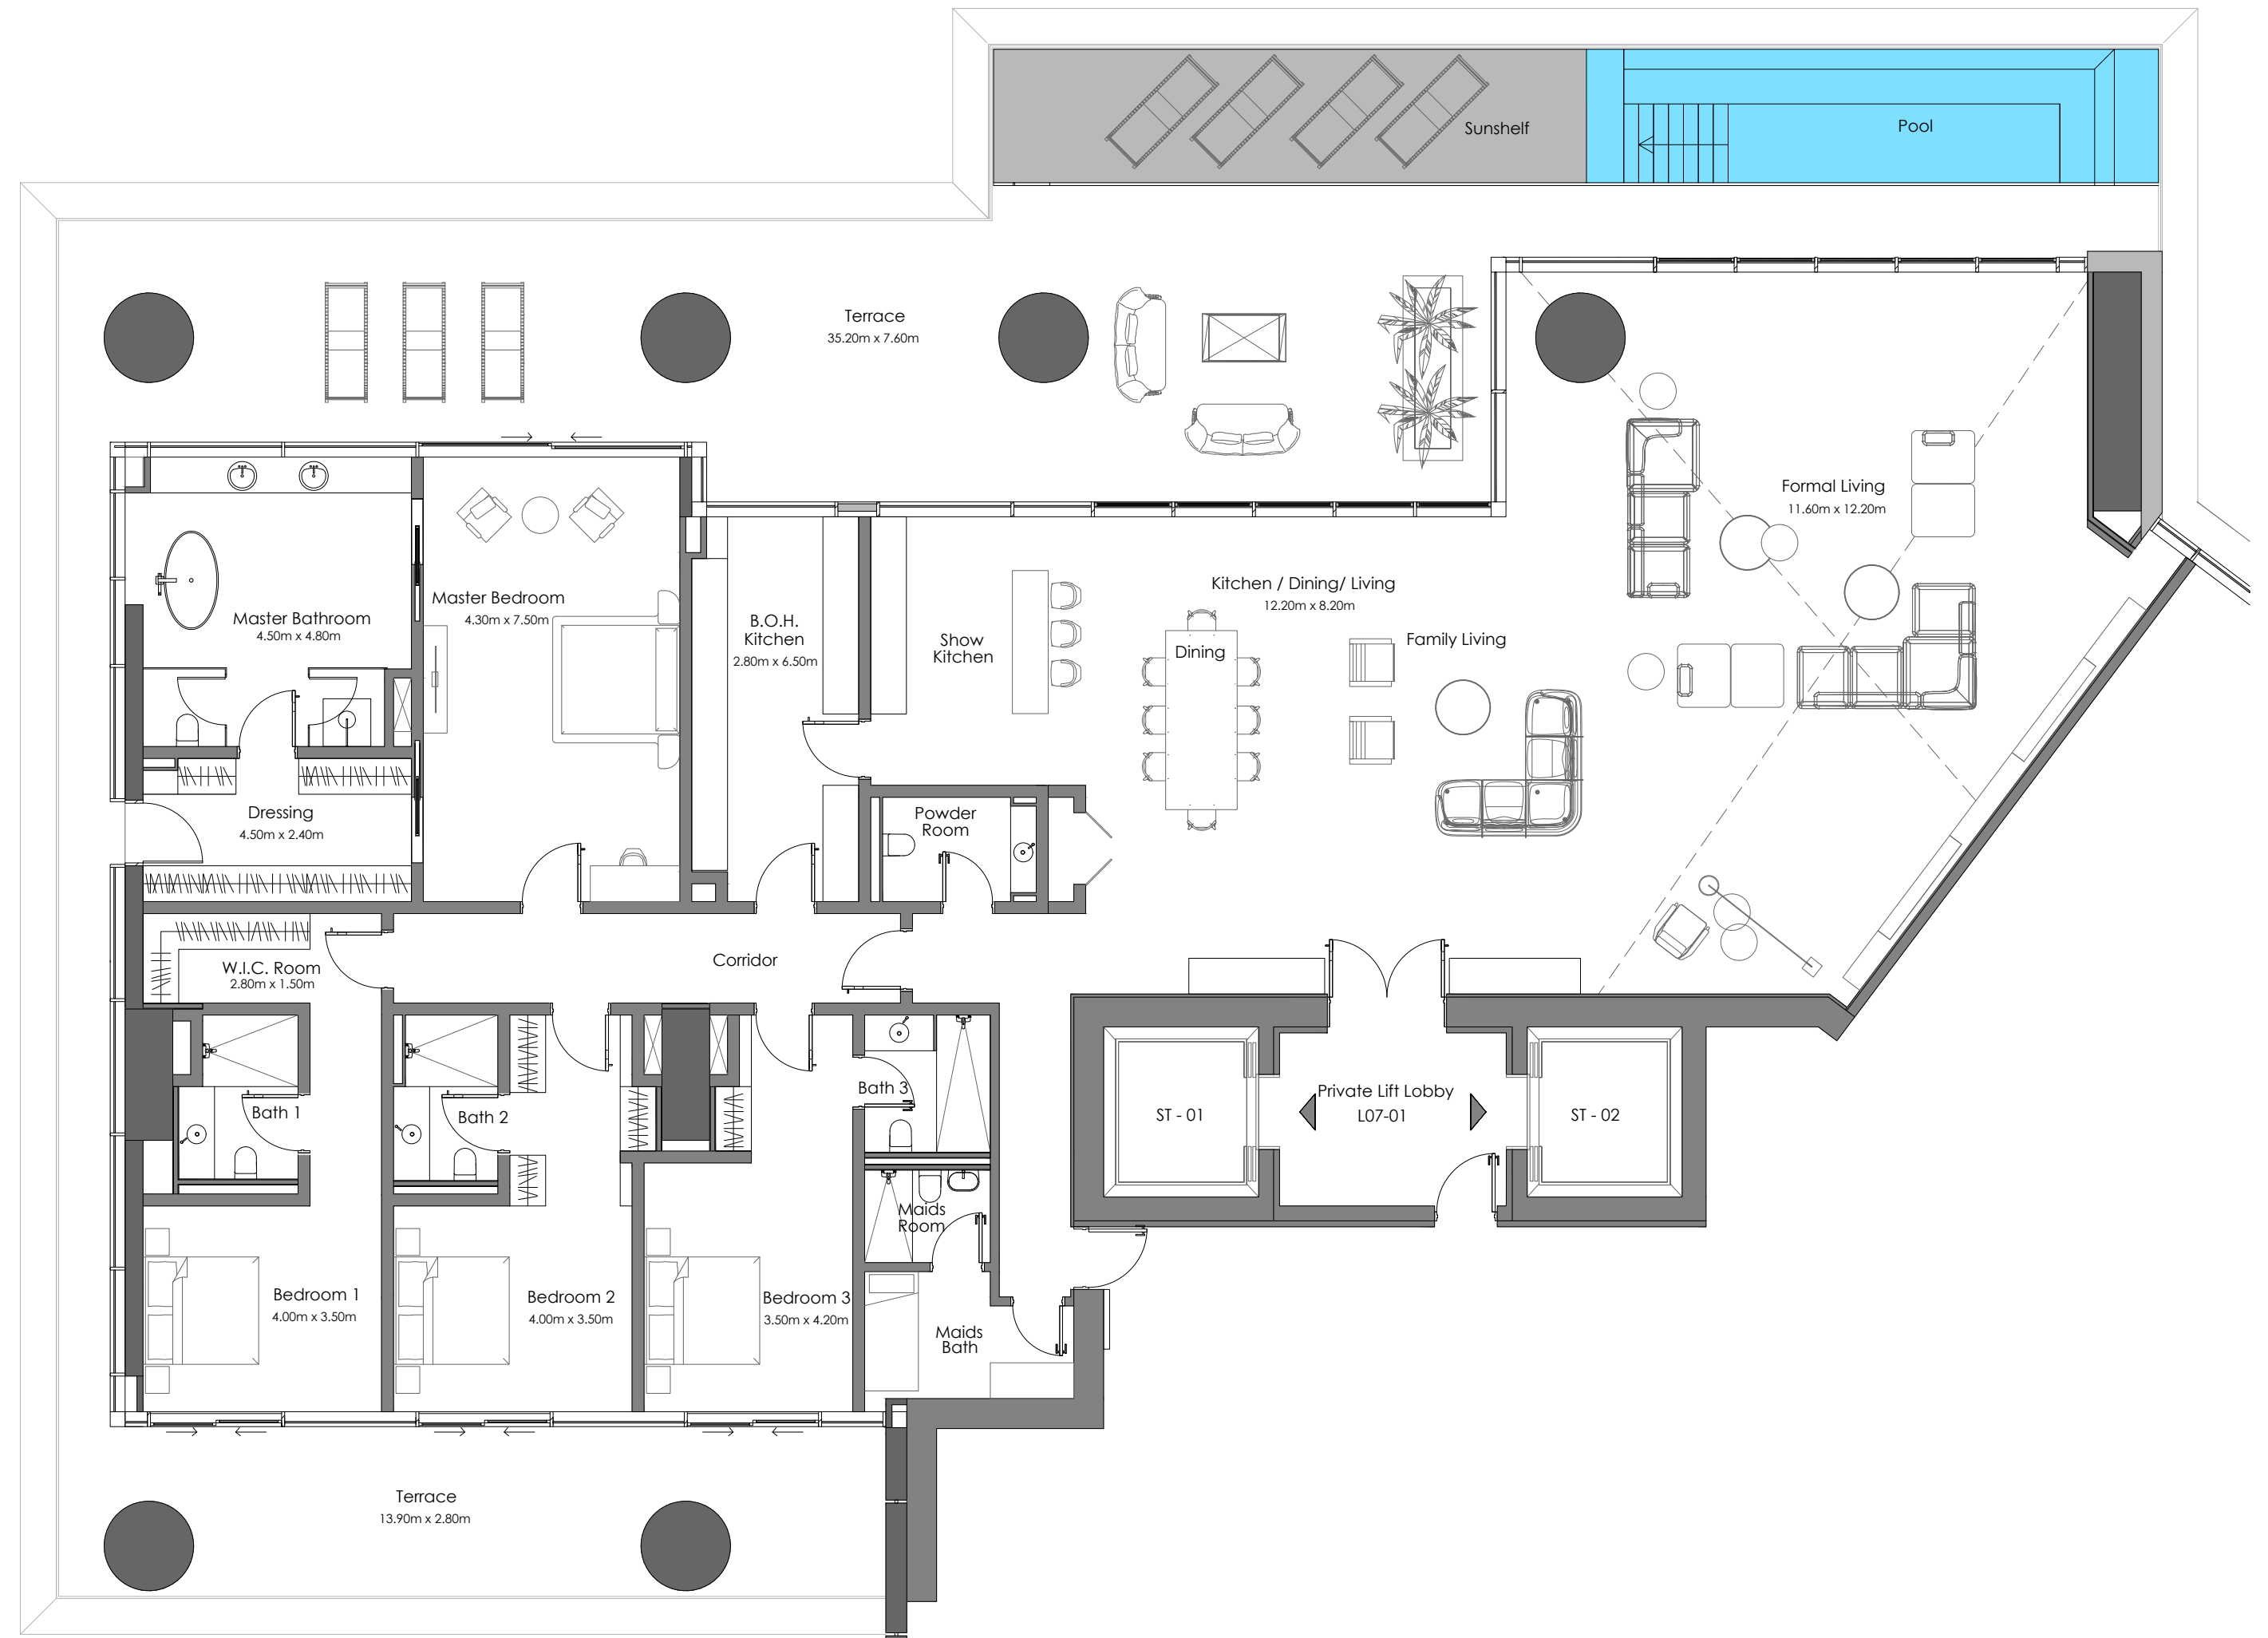 Sunshelf
Pool
Terrace
35.20m x 7.60m
Formal Living
11.60m x 12.20m
Kitchen / Dining/ Living
12.20m x 8.20m
Master Bedroom
4.30m x 7.50m
Master Bathroom
4.50m x 4.80m
B.O.H.
Kitchen
2.80m x 6.50m
Show
Kitchen
Dining
Family Living
Dressing
4.50m x 2.40m
Powder
Room
Corridor
W.I.C. Room
2.80m x 1.50m
Bath 1
Bath 2
Bath 3
Private Lift Lobby
L07-01
ST - 01
ST - 02
Maids
Room
Bedroom 1
4.00m x 3.50m
Bedroom 2
4.00m x 3.50m
Bedroom 3
3.50m x 4.20m
Maids
Bath
Terrace
13.90m x 2.80m